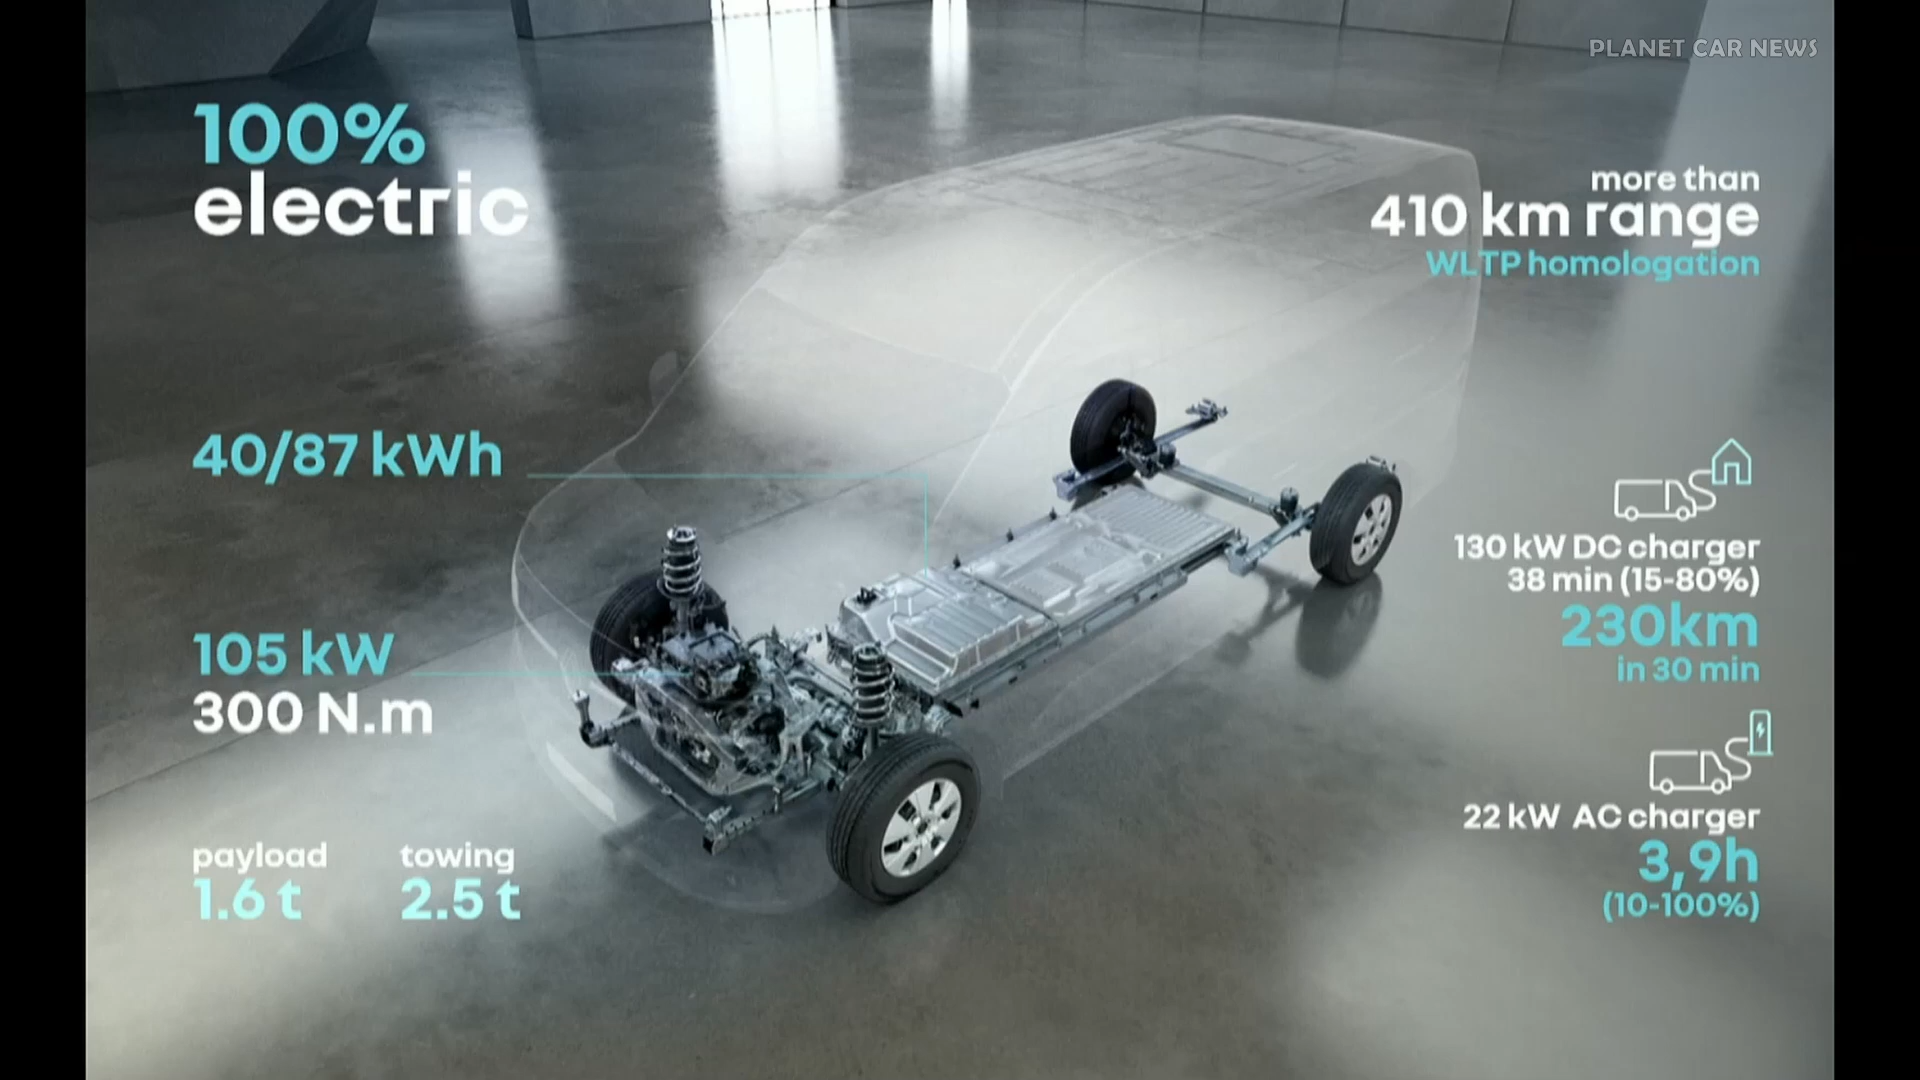 PLANET CAR NEWS
100%
electric
more than
410 km range
WLTP homologation
40/87 kWh
130 kW DC charger
38 min (15-80%)
230km
in 30 min
105 kW
300 N.m
22 kW AC charger
3,9h
(10-100%)
payload
1.6 t
towing
2.5 t